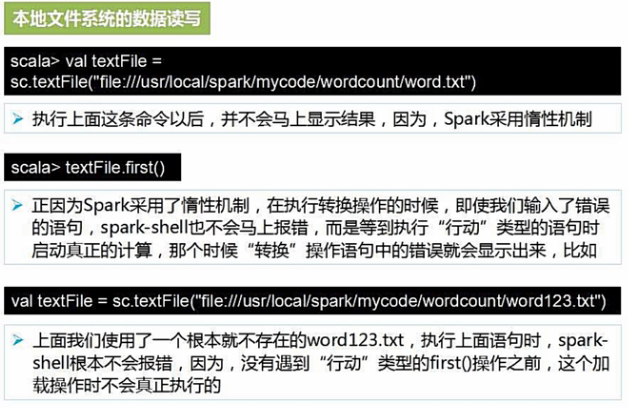 本地文件系统的数据读写
scala> val textFile =
sc.textFile("file:///usr/local/spark/mycode/wordcount/word.txt")
执行上面这条命令以后，并不会马上显示结果，因为，Spark采用惰性机制
scala> textFile.first()
正因为Spark采用了惰性机制，在执行转换操作的时候，即使我们输入了错误
的语句，spark-shell也不会马上报错，而是等到执行“行动”类型的语句时
启动真正的计算，那个时候“转换”操作语句中的错误就会显示出来，比如
val textFile = sc.textFile("file:///usr/local/spark/mycode/wordcount/word123.txt")
上面我们使用了一个根本就不存在的word123.txt，执行上面语句时，spark-
shell根本不会报错，因为，没有遇到“行动”类型的first()操作之前，这个加
载操作时不会真正执行的